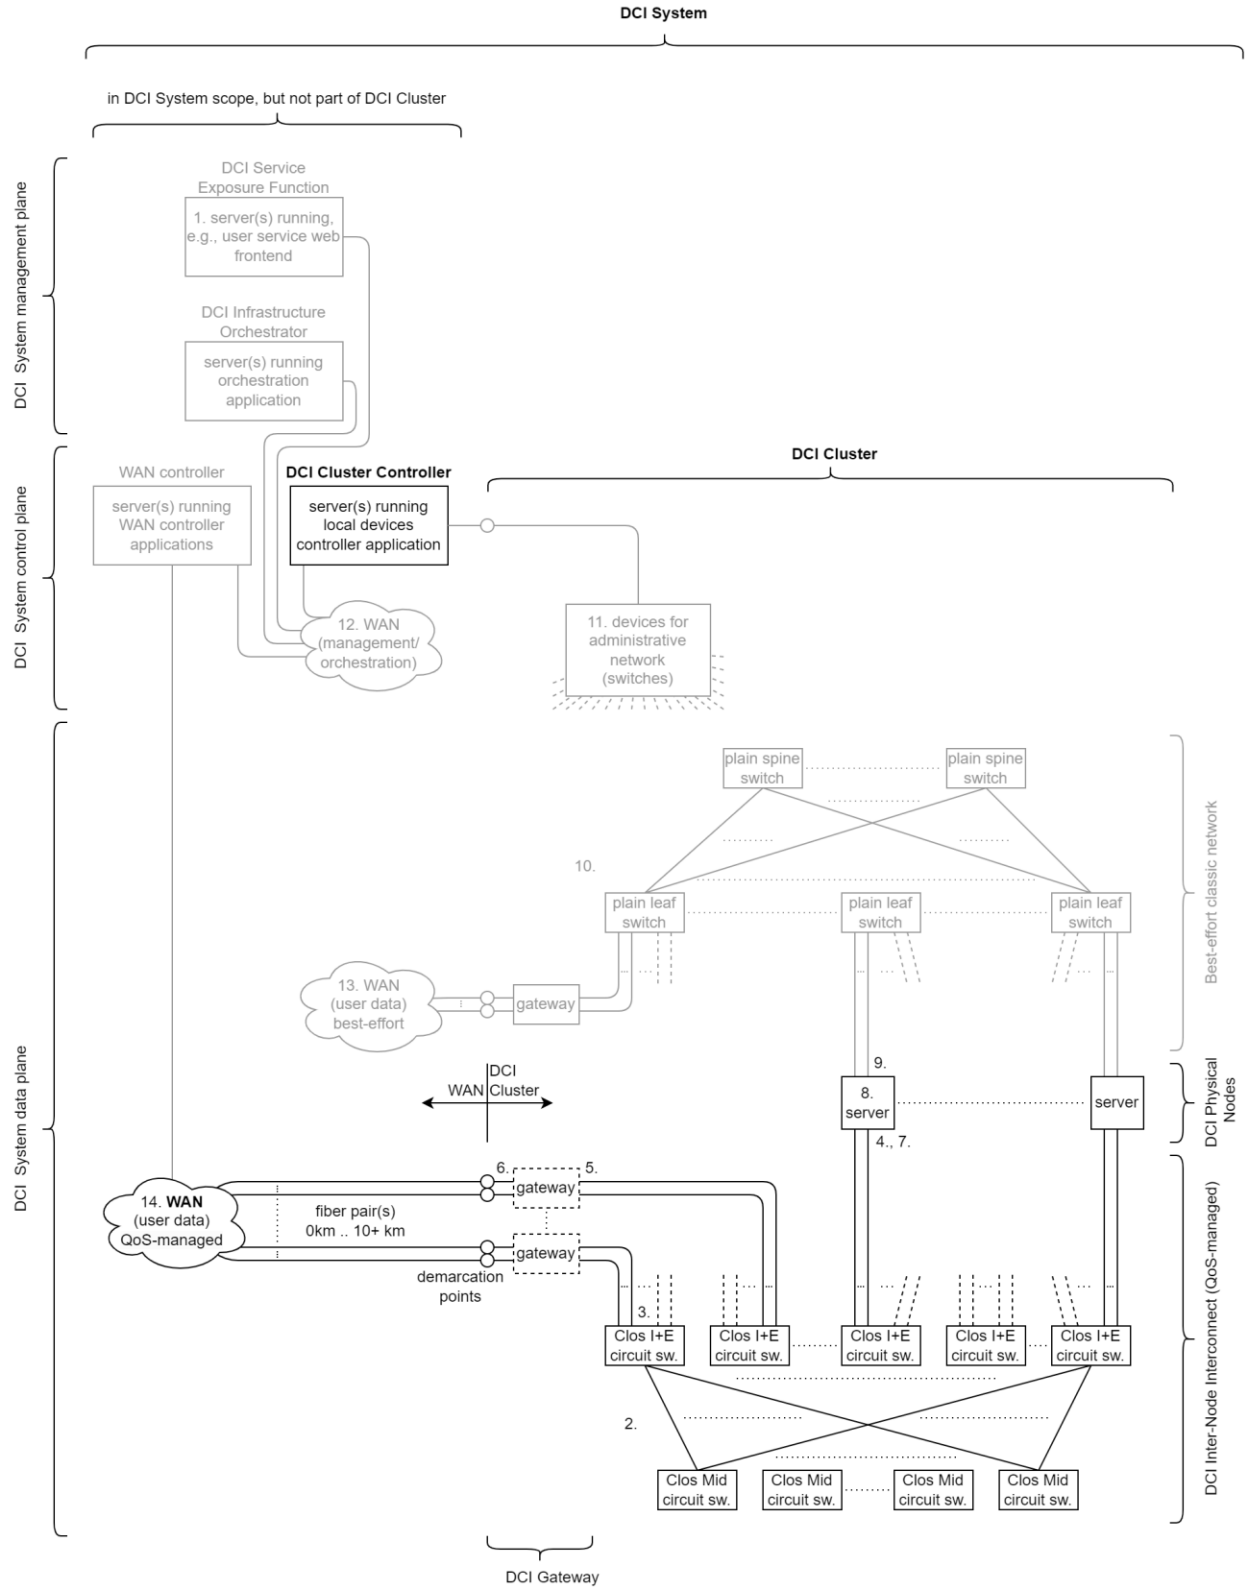 DCI System
in DCI System scope, but not part of DCI Cluster
DCI System management plane
DCI Service
Exposure Function
1. server(s) running,
e.g., user service web
frontend
DCI Infrastructure
Orchestrator
server(s) running
orchestration
application
DCI System control plane
WAN controller
server(s) running
WAN controller
applications
DCI Cluster Controller
server(s) running
local devices
controller application
DCI Cluster
12. WAN
(management/
orchestration)
11. devices for
administrative
network
(switches)
DCI System data plane
plain spine
switch
plain spine
switch
10.
plain leaf
switch
plain leaf
switch
plain leaf
switch
Best-effort classic network
13. WAN
(user data)
best-effort
gateway
WAN
DCI
Cluster
9.
8.
server
4., 7.
server
DCI Physical
Nodes
14. WAN
(user data)
QoS-managed
fiber pair(s)
0km .. 10+ km
6.
gateway
5.
gateway
demarcation
points
3.
Clos I+E
circuit sw.
Clos I+E
circuit sw.
Clos I+E
circuit sw.
Clos I+E
circuit sw.
Clos I+E
circuit sw.
2.
Clos Mid
circuit sw.
Clos Mid
circuit sw.
Clos Mid
circuit sw.
Clos Mid
circuit sw.
DCI Inter-Node Interconnect (QoS-managed)
DCI Gateway